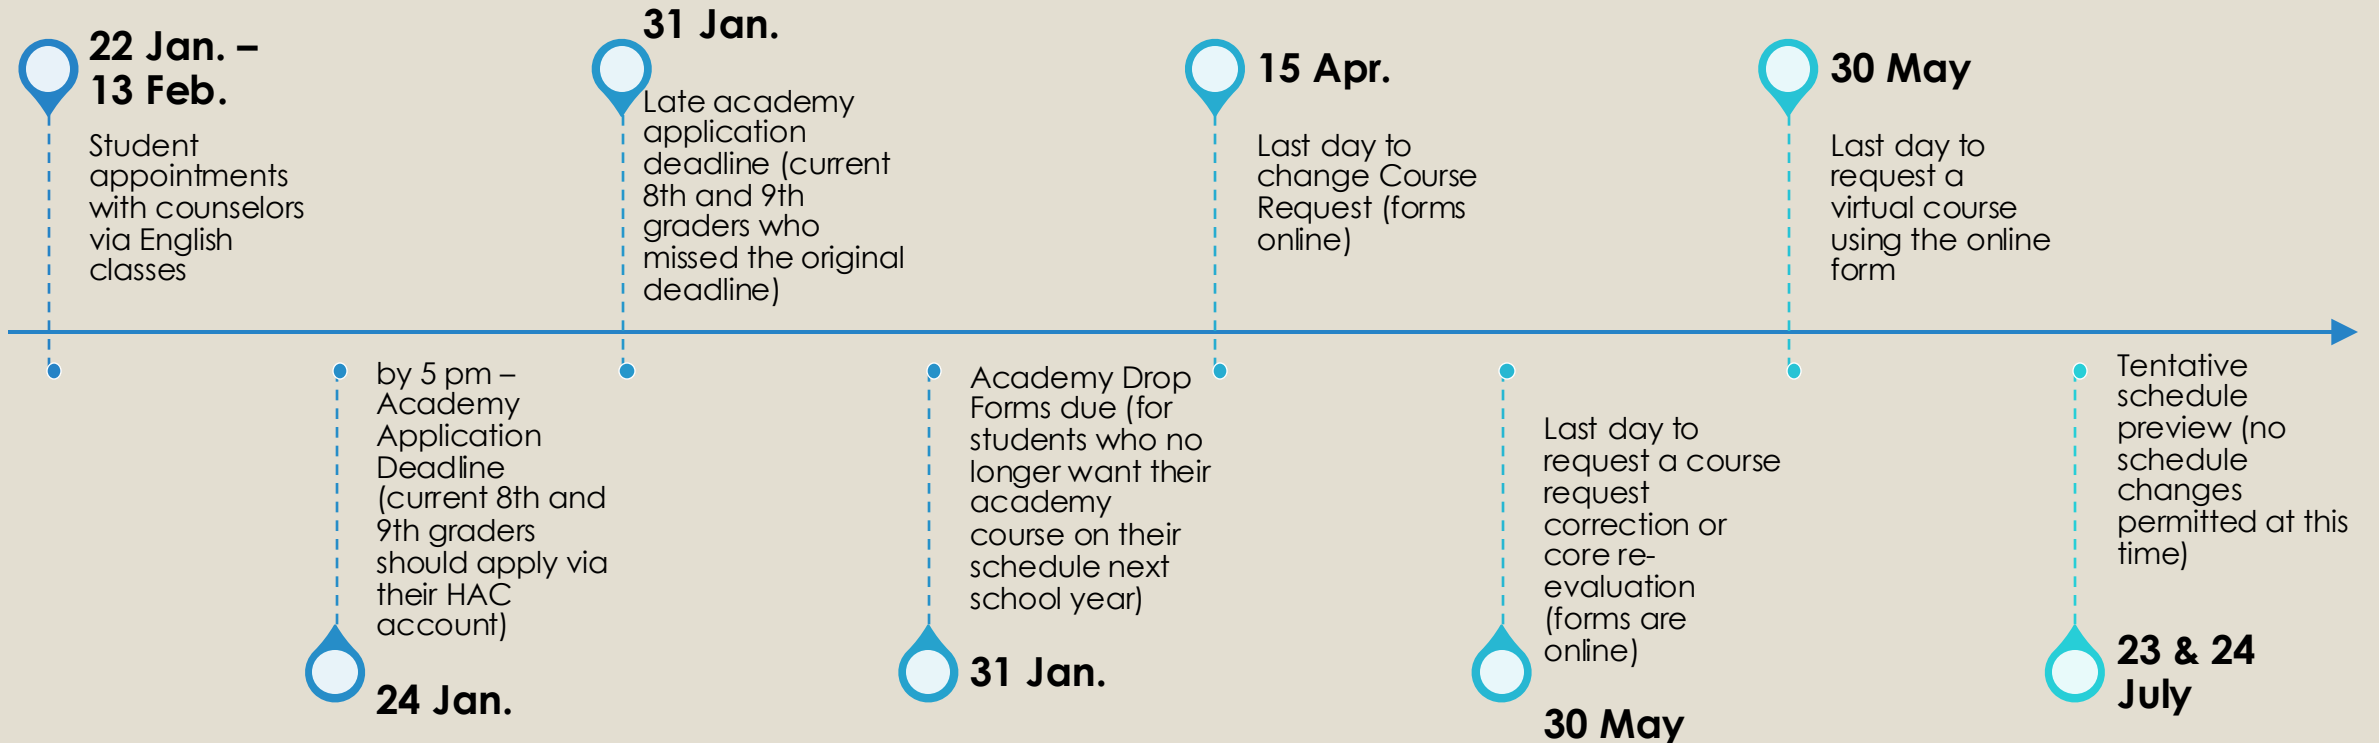 22 Jan. –
13 Feb.
Student
appointments
with counselors
via English
classes
by 5 pm –
Academy
Application
Deadline
(current 8th and
9th graders
should apply via
their HAC
account)
24 Jan.
31 Jan.
Late academy
application
deadline (current
8th and 9th
graders who
missed the original
deadline)
Academy Drop
Forms due (for
students who no
longer want their
academy
course on their
schedule next
school year)
31 Jan.
15 Apr.
Last day to
change Course
Request (forms
online)
Last day to
request a course
request
correction or
core re-
evaluation
(forms are
online)
30 May
30 May
Last day to
request a
virtual course
using the online
form
Tentative
schedule
preview (no
schedule
changes
permitted at this
time)
23 & 24
July